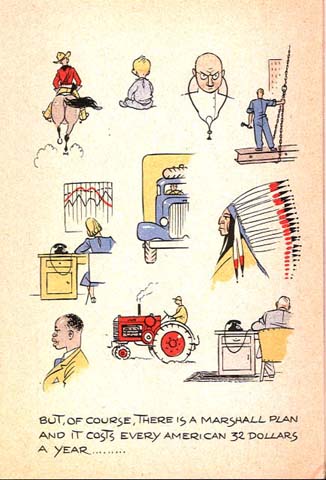 BUT, OF COURSE, THERE IS A MARSHALL PLAN
AND IT COSTS EVERY AMERICAN 32 DOLLARS
A YEAR.........